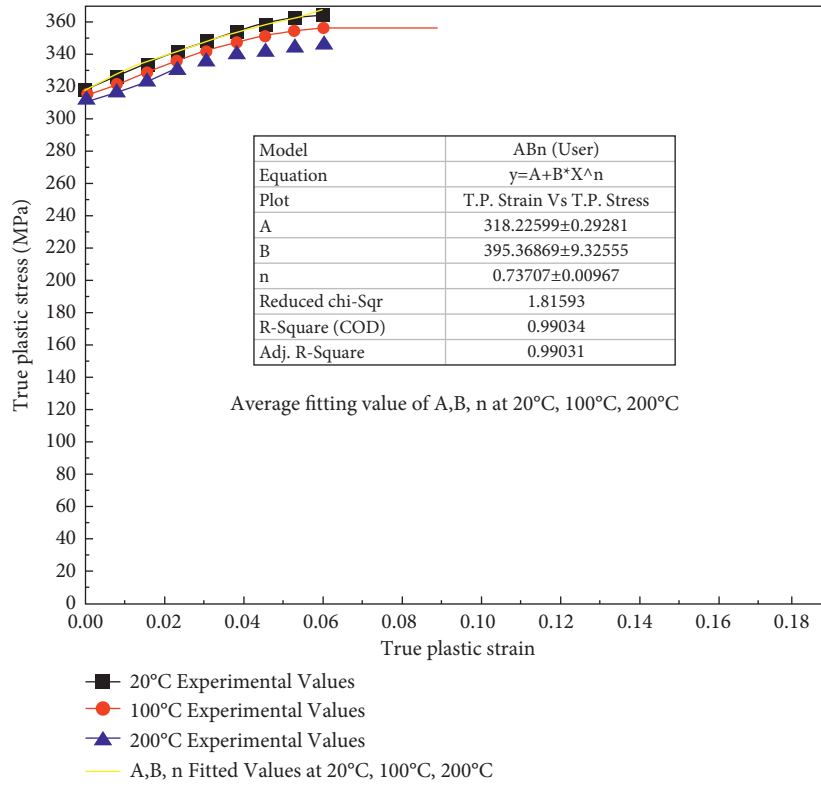 True plastic stress (MPa)
360
340
320
300
280
260
240
220
200
180
160
140
120
100
80
60
40
20
0
Model ABn (User)
Equation y=A+B*X^n
Plot T.P. Strain Vs T.P. Stress
A 318.22599±0.29281
B 395.36869±9.32555
n 0.73707±0.00967
Reduced chi-Sqr 1.81593
R-Square (COD) 0.99034
Adj. R-Square 0.99031
Average fitting value of A,B, n at 20°C, 100°C, 200°C
0.00 0.02 0.04 0.06 0.08 0.10 0.12 0.14 0.16 0.18
True plastic strain
20°C Experimental Values
100°C Experimental Values
200°C Experimental Values
A,B, n Fitted Values at 20°C, 100°C, 200°C